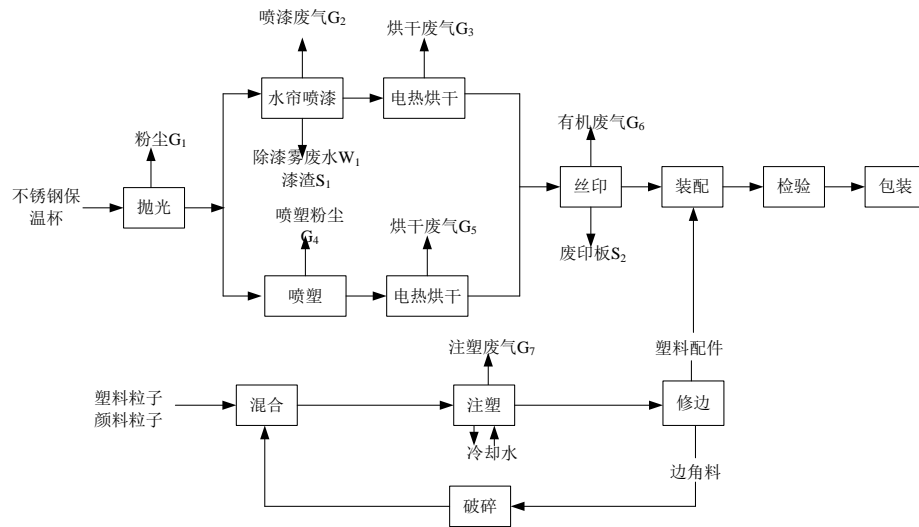 喷漆废气G₂
烘干废气G₃
水帘喷漆
电热烘干
有机废气G₆
粉尘G₁
除漆雾废水W₁
漆渣S₁
不锈钢保
温杯
抛光
丝印
装配
检验
包装
喷塑粉尘
G₄
烘干废气G₅
废印板S₂
喷塑
电热烘干
注塑废气G₇
塑料配件
塑料粒子
颜料粒子
混合
注塑
修边
冷却水
边角料
破碎